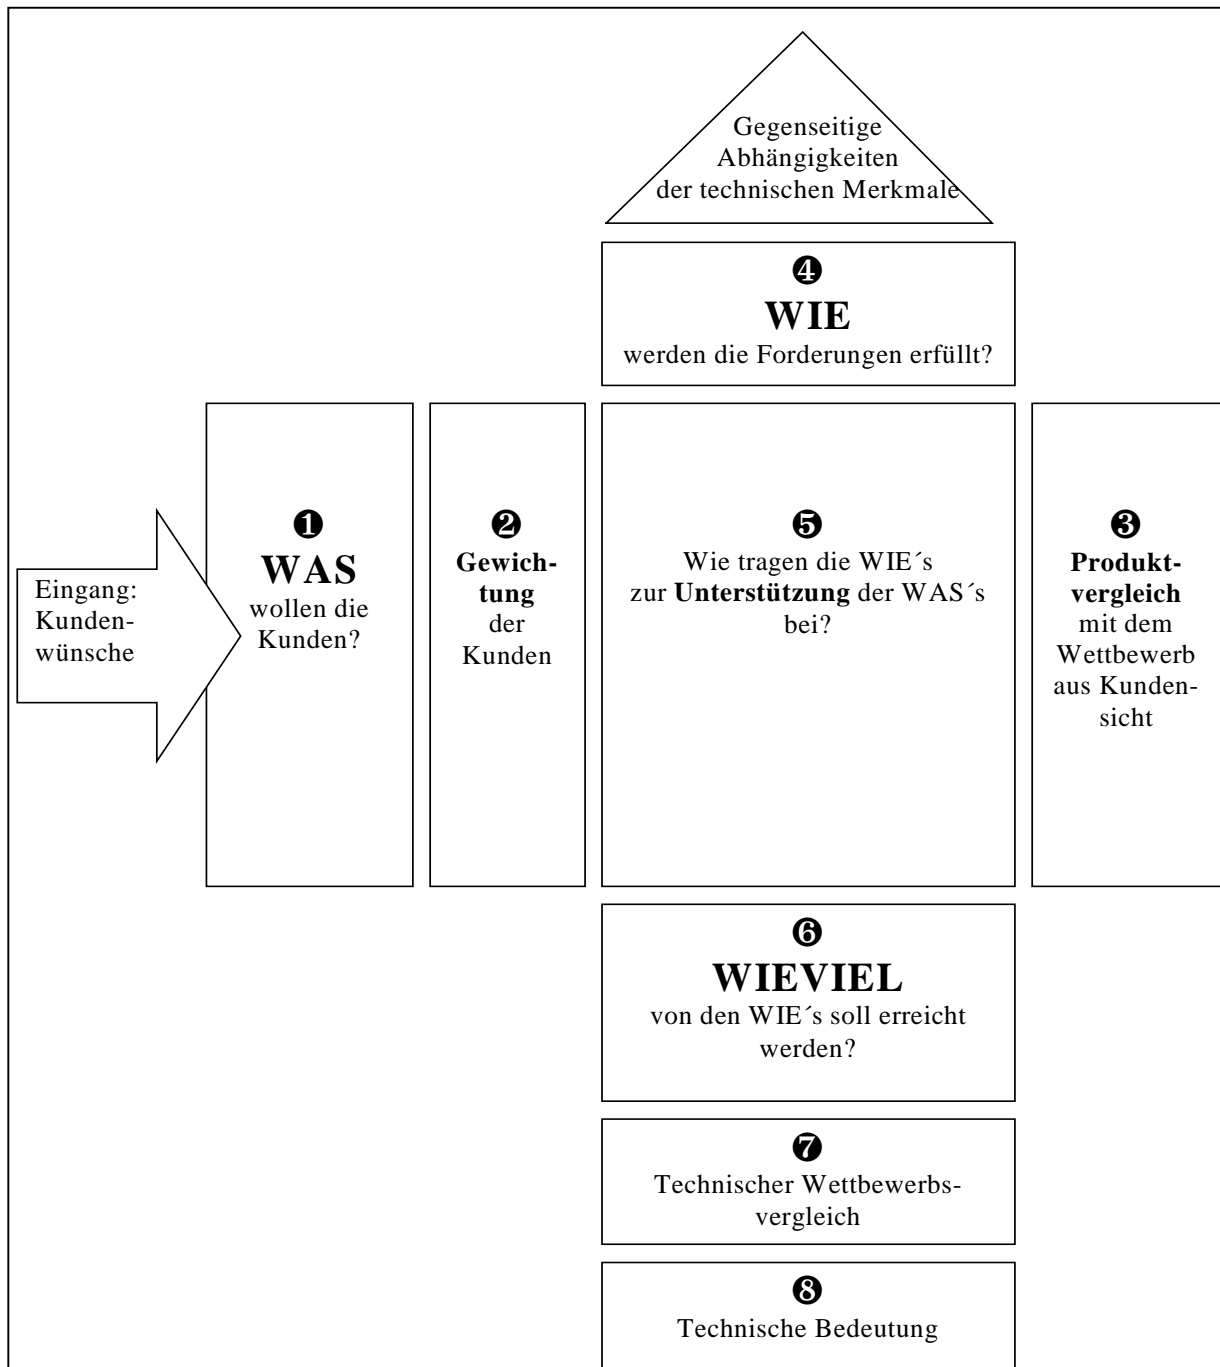 Gegenseitige
Abhängigkeiten
der technischen Merkmale
❹
WIE
werden die Forderungen erfüllt?
Eingang:
Kunden-
wünsche
❶
WAS
wollen die
Kunden?
❷
Gewich-
tung
der
Kunden
❺
Wie tragen die WIE´s
zur Unterstützung der WAS´s
bei?
❸
Produkt-
vergleich
mit dem
Wettbewerb
aus Kunden-
sicht
❻
WIEVIEL
von den WIE´s soll erreicht
werden?
❼
Technischer Wettbewerbs-
vergleich
❽
Technische Bedeutung